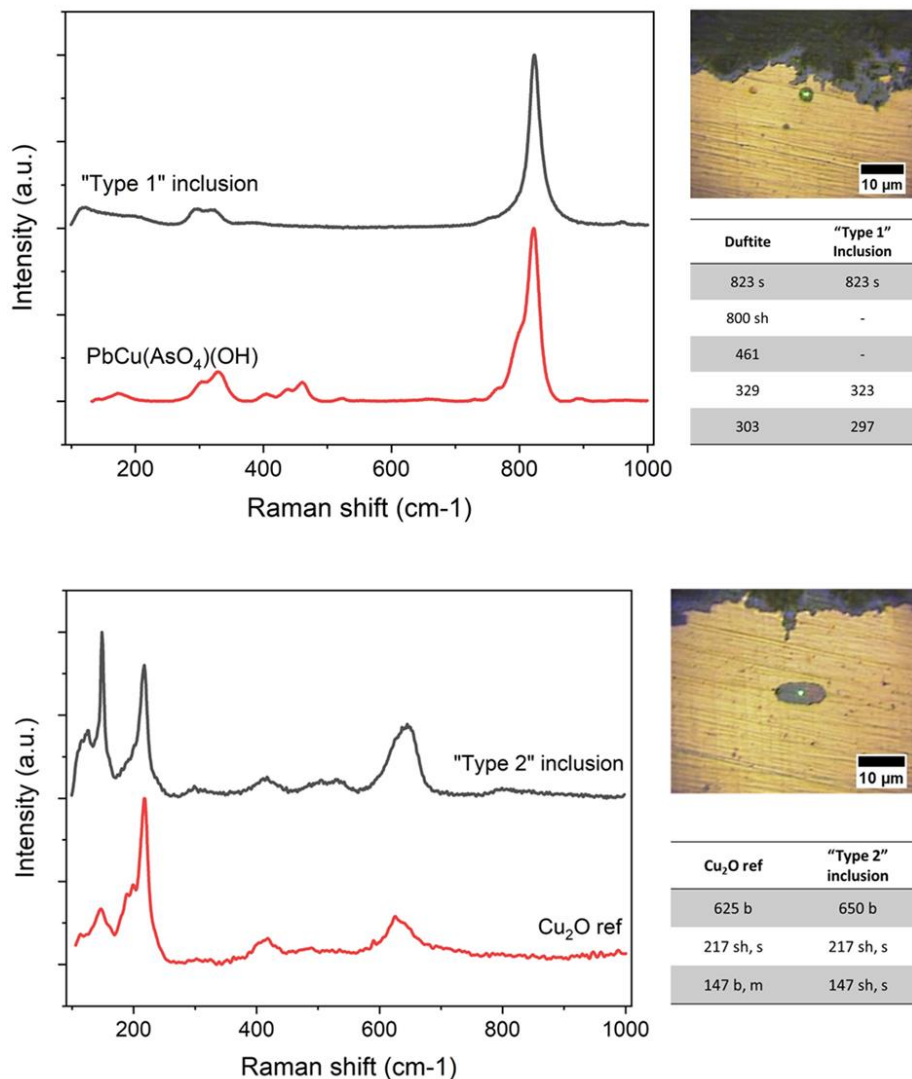 Intensity (a.u.)
"Type 1" inclusion
PbCu(AsO₄)(OH)
200 400 600 800 1000
Raman shift (cm-1)
10 µm
Duftite “Type 1” Inclusion
823 s 823 s
800 sh -
461 -
329 323
303 297
Intensity (a.u.)
"Type 2" inclusion
Cu₂O ref
200 400 600 800 1000
Raman shift (cm-1)
10 µm
Cu₂O ref “Type 2” inclusion
625 b 650 b
217 sh, s 217 sh, s
147 b, m 147 sh, s